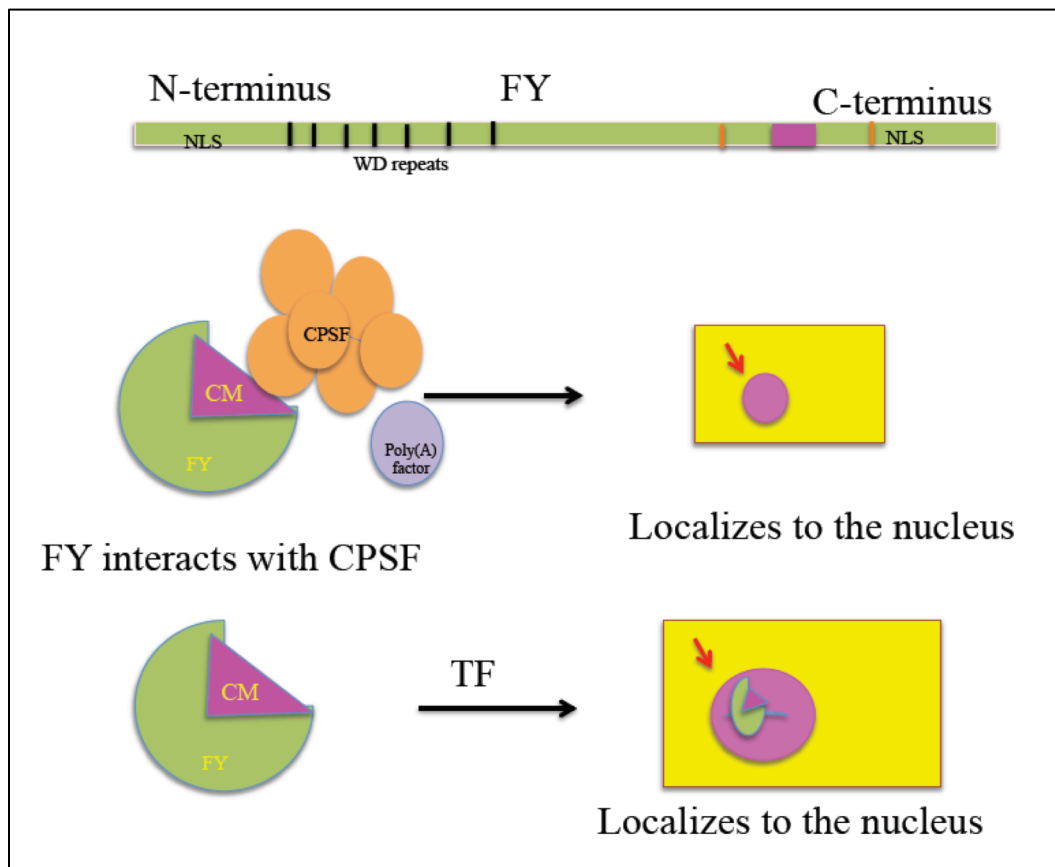 N-terminus
FY
C-terminus
NLS
NLS
WD repeats
CPSF
CM
FY
Poly(A)
factor
Localizes to the nucleus
FY interacts with CPSF
CM
FY
TF
Localizes to the nucleus